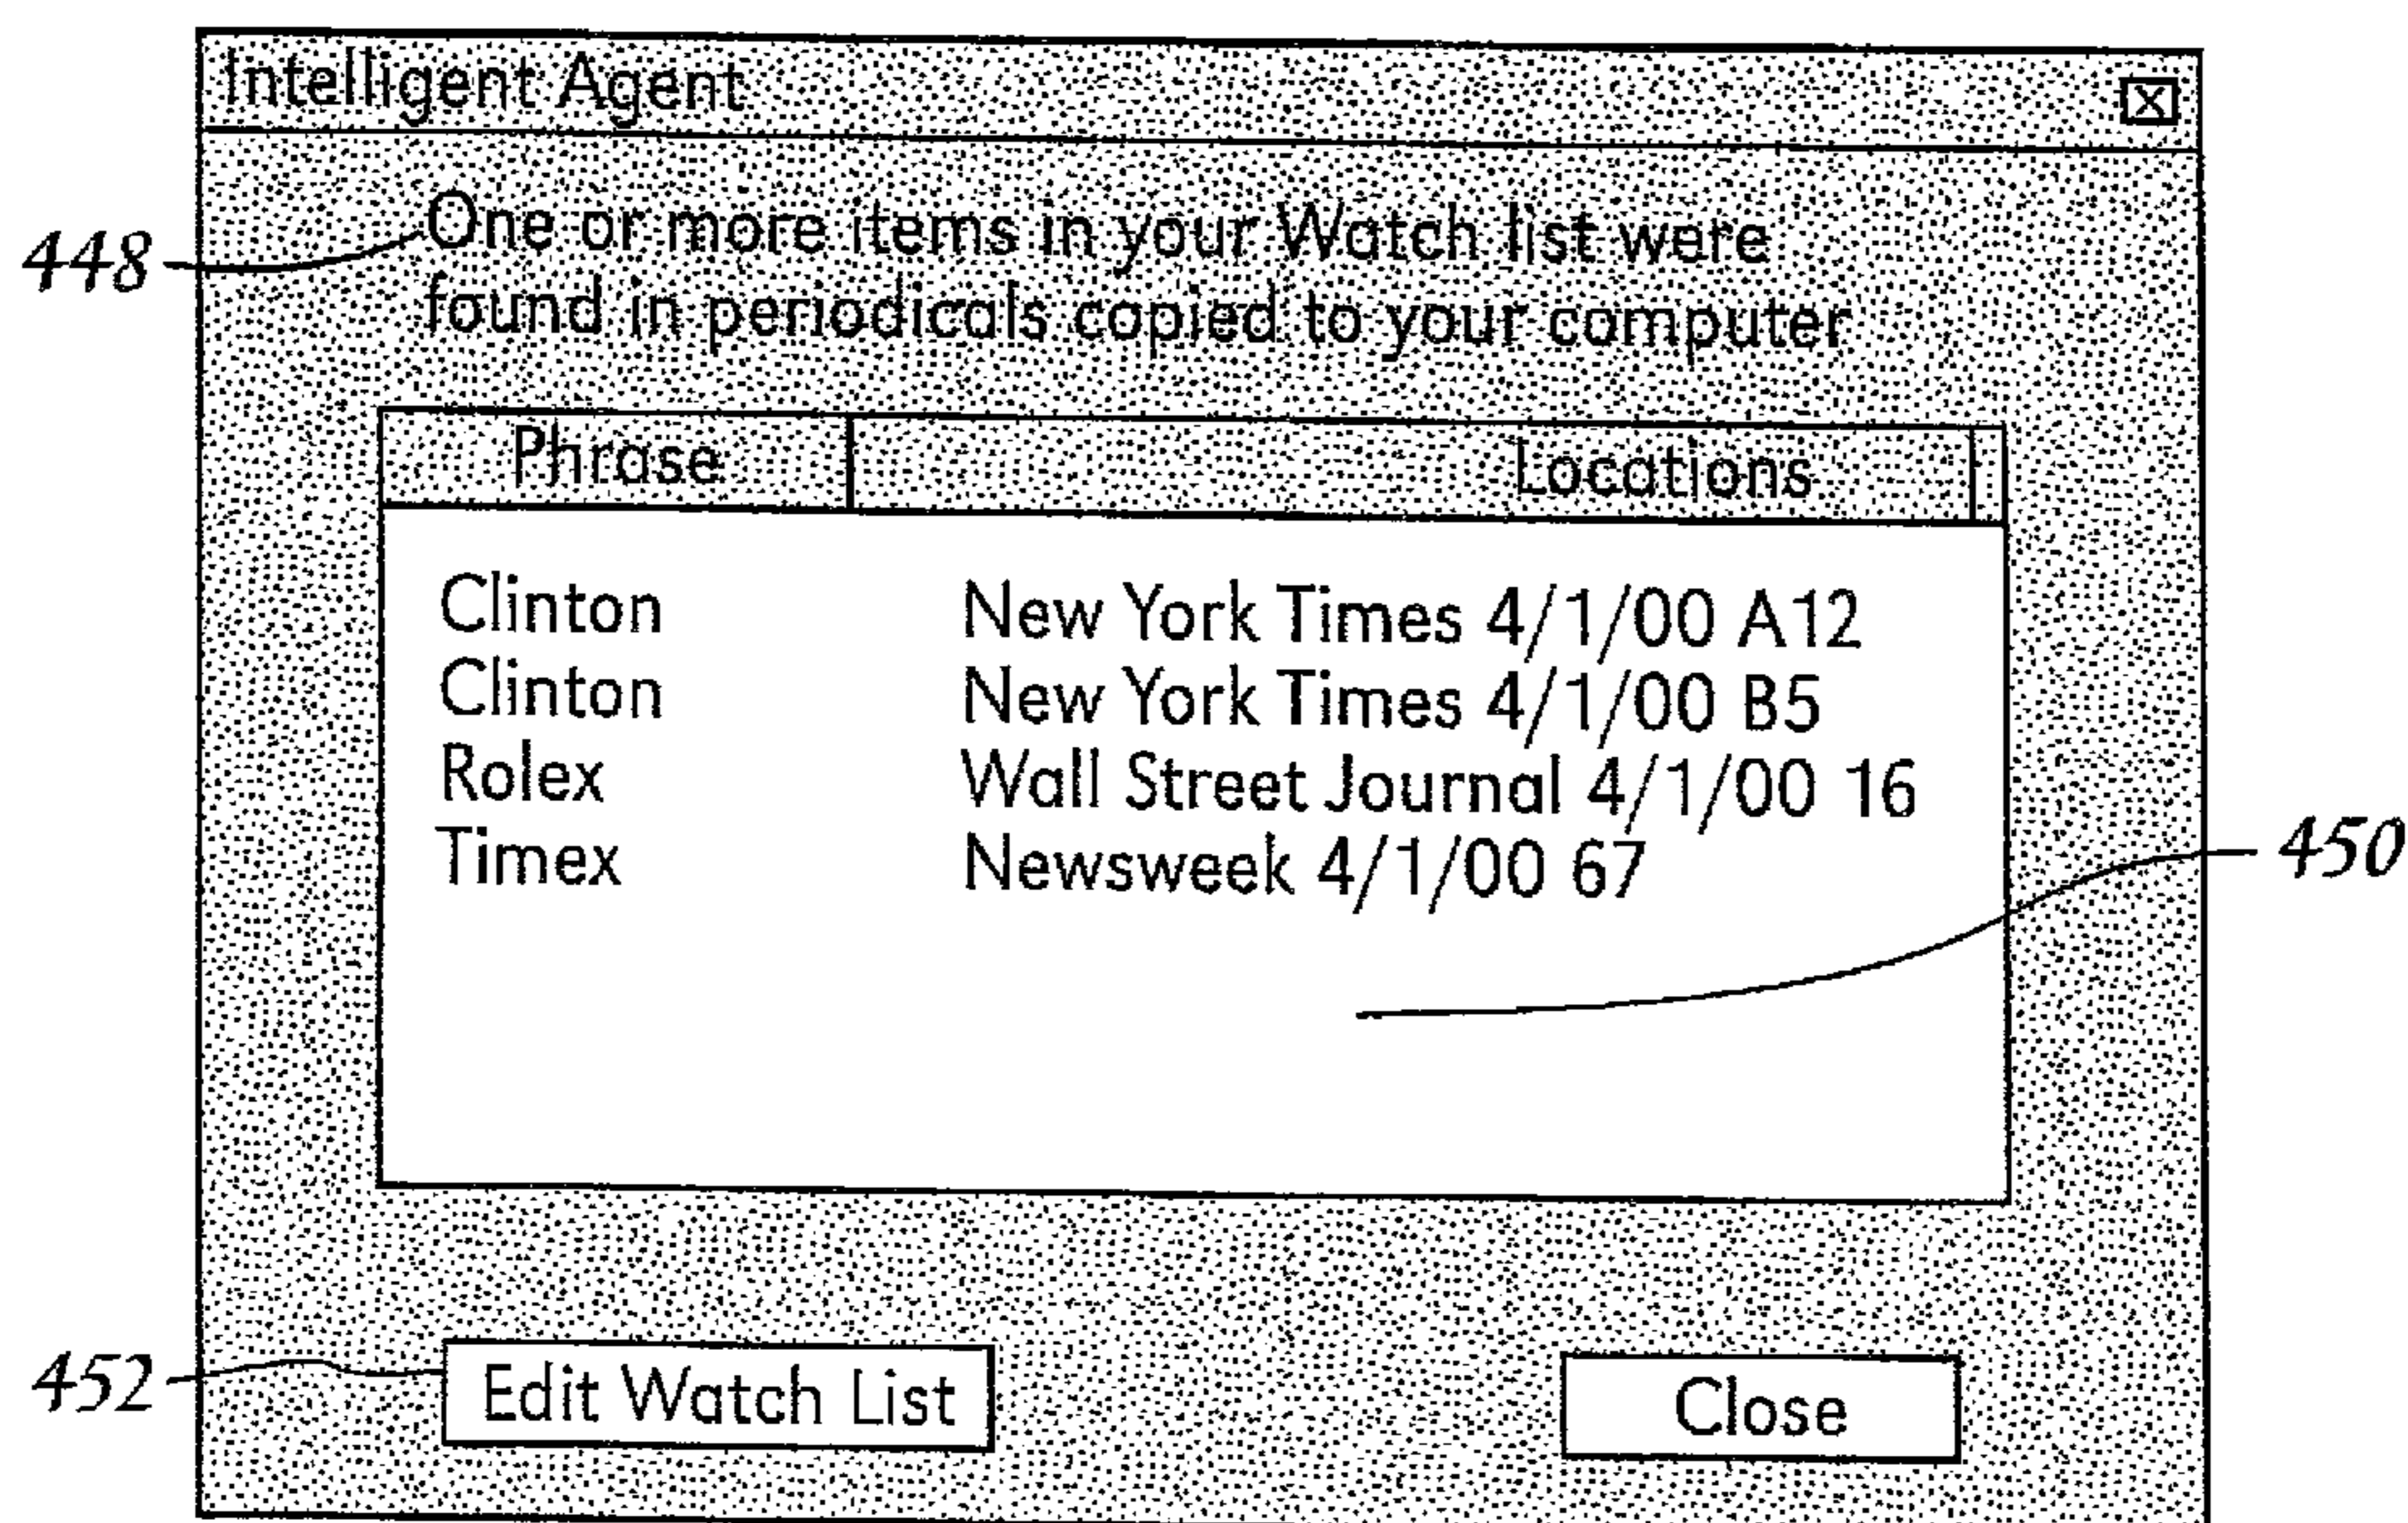 Intelligent Agent
X
448
One or more items in your Watch list were
found in periodicals copied to your computer
Phrase Locations
Clinton New York Times 4/1/00 A12
Clinton New York Times 4/1/00 B5
Rolex Wall Street Journal 4/1/00 16
Timex Newsweek 4/1/00 67
450
452
Edit Watch List Close